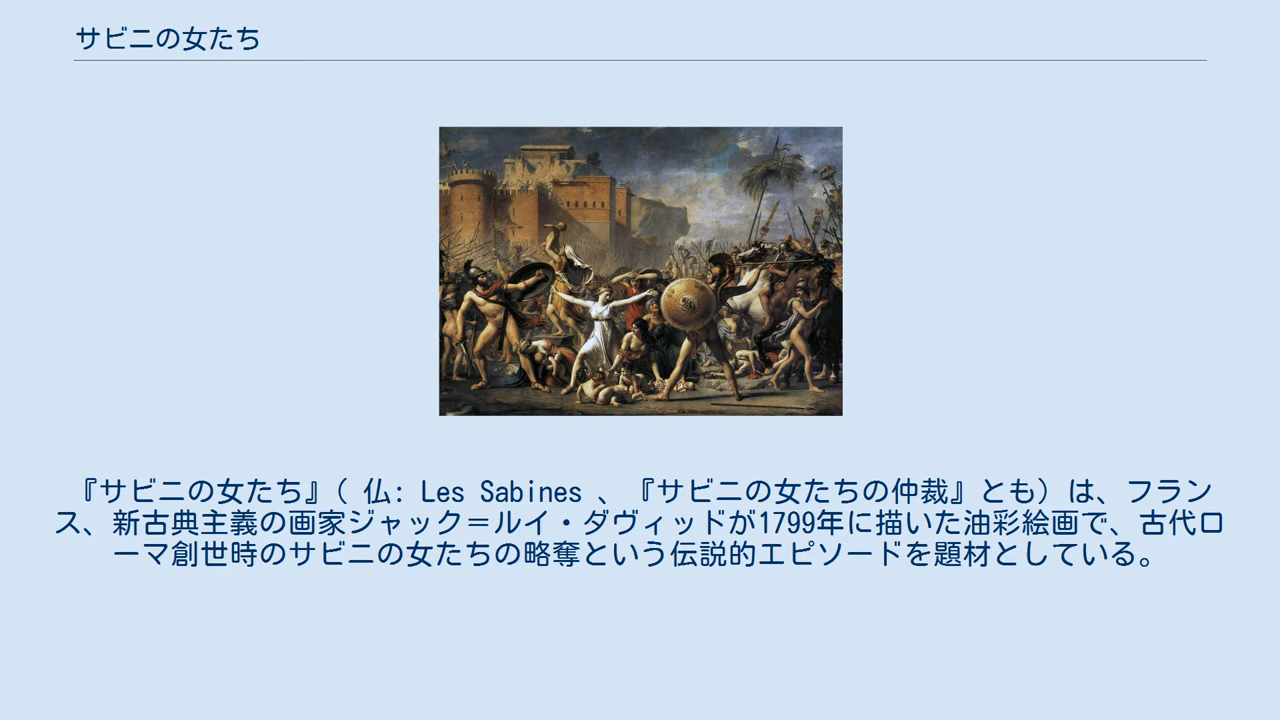 サビニの女たち
『サビニの女たち』（ 仏: Les Sabines 、『サビニの女たちの仲裁』とも）は、フラン
ス、新古典主義の画家ジャック＝ルイ・ダヴィッドが1799年に描いた油彩絵画で、古代ロ
ーマ創世時のサビニの女たちの略奪という伝説的エピソードを題材としている。